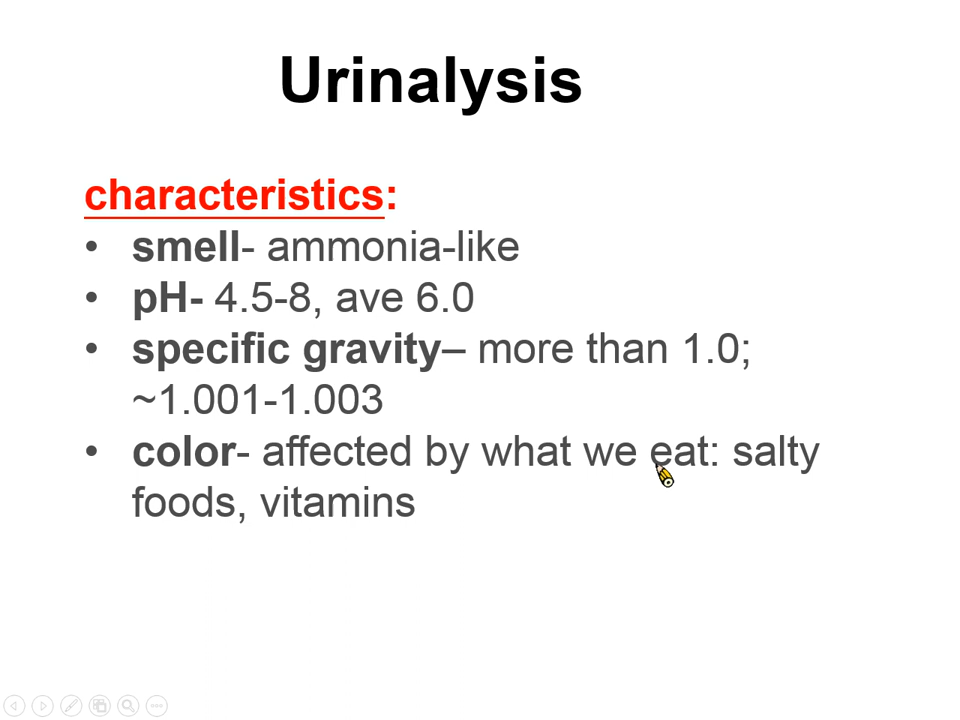 Urinalysis
characteristics:
• smell- ammonia-like
• pH- 4.5-8, ave 6.0
• specific gravity– more than 1.0;
~1.001-1.003
• color- affected by what we eat: salty
foods, vitamins